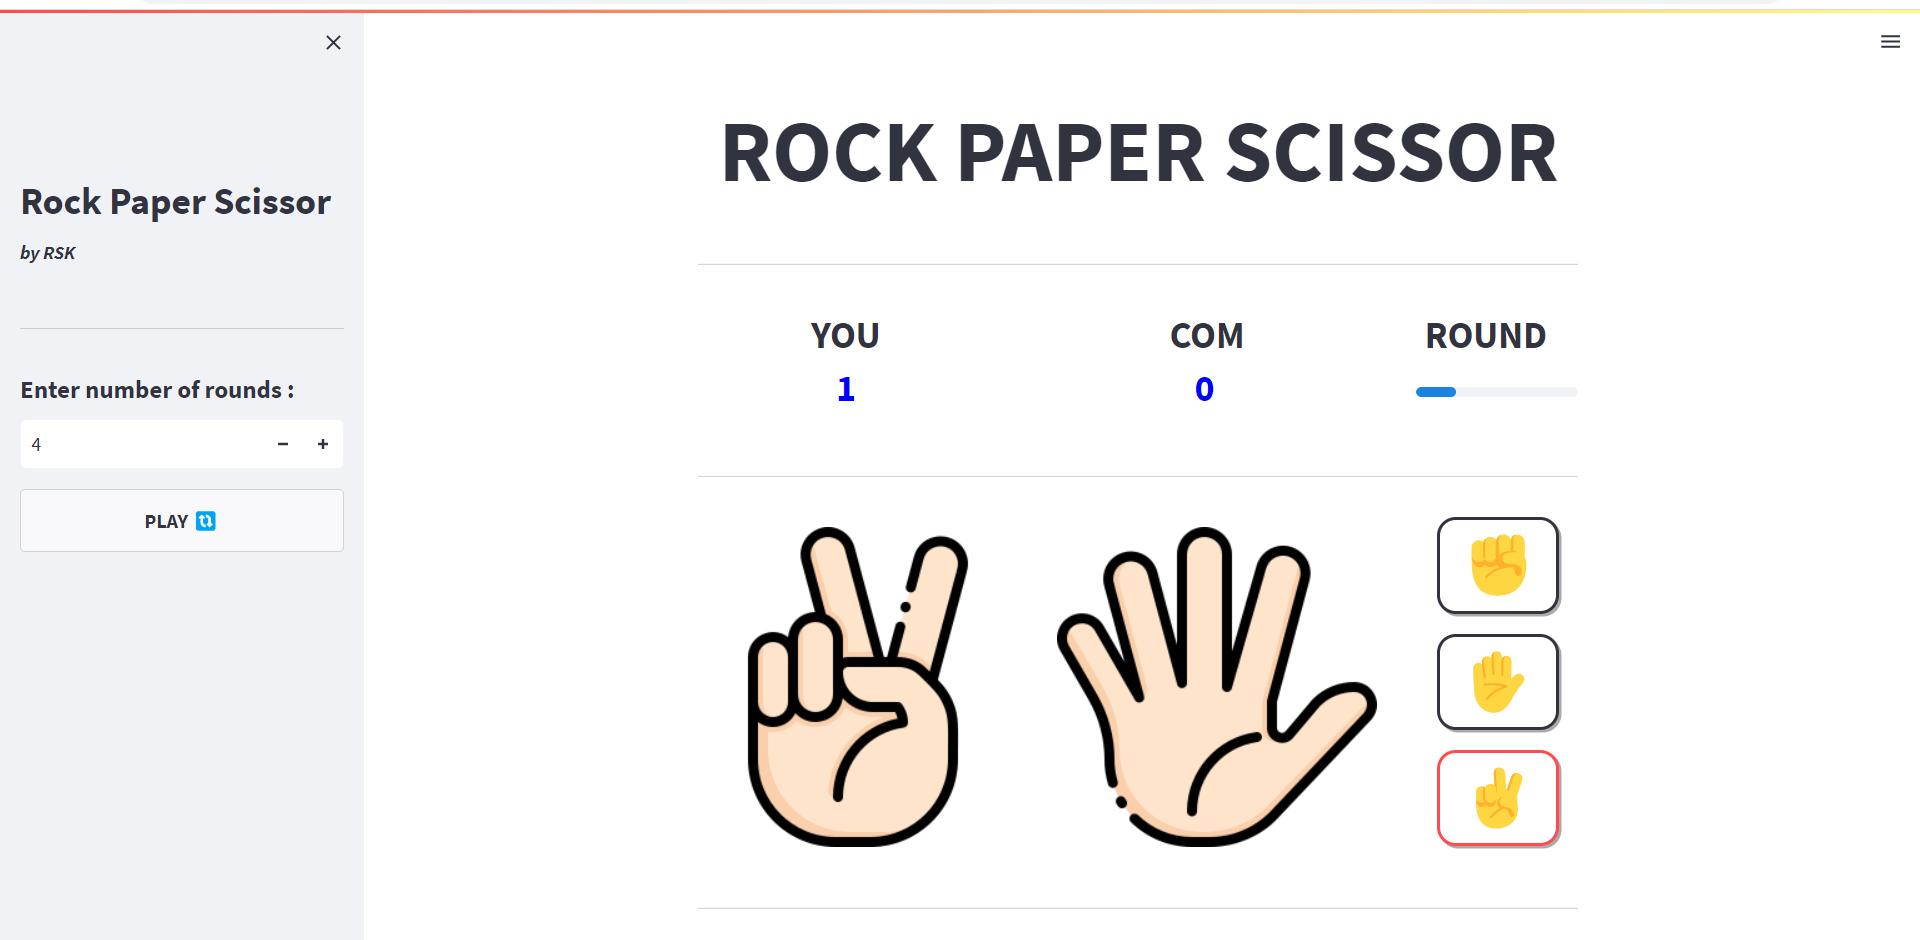 Rock Paper Scissor
by RSK
Enter number of rounds :
4
PLAY
ROCK PAPER SCISSOR
YOU COM ROUND
1 0